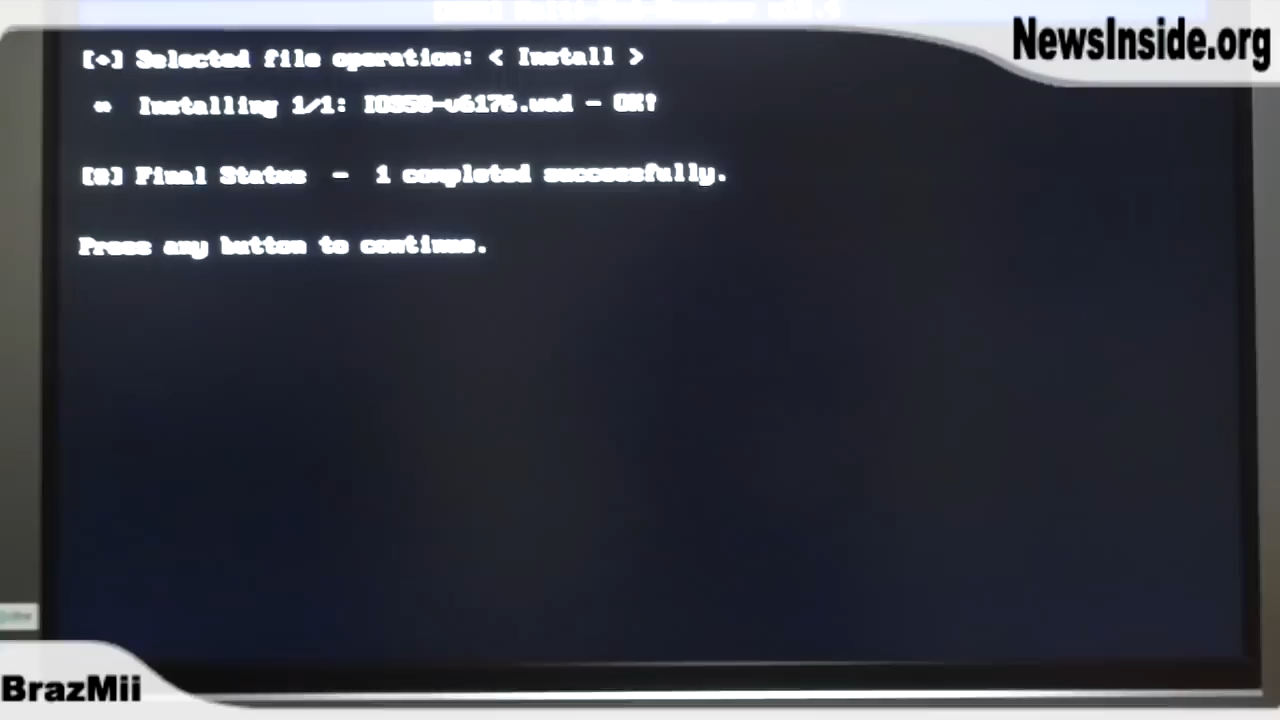 NewsInside.org
[+] Selected file operation: < Install >
Installing 1/1: IOS58-v6176.wad - OK!
Final Status - 1 completed successfully.
Press any button to continue.
BrazMii